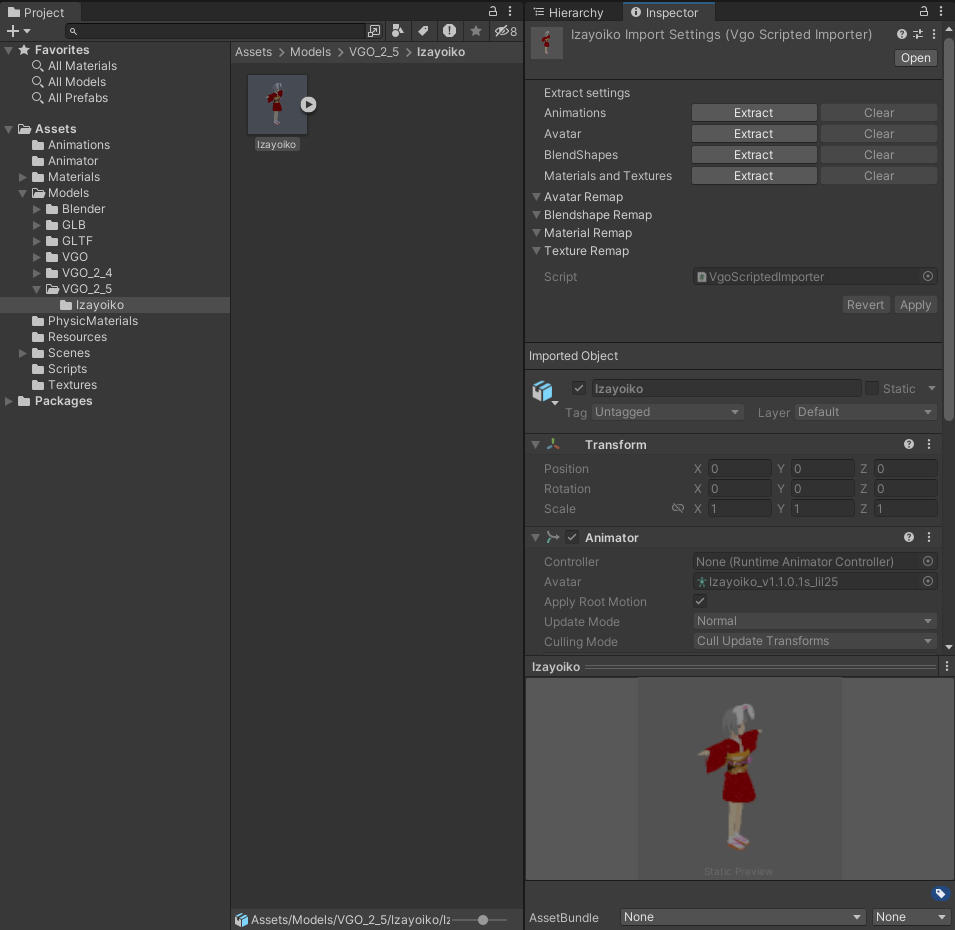 Project
8
Favorites
All Materials
All Models
All Prefabs
Assets
Animations
Animator
Materials
Models
Blender
GLB
GLTF
VGO
VGO_2_4
VGO_2_5
Izayoiko
PhysicMaterials
Resources
Scenes
Scripts
Textures
Packages
Assets > Models > VGO_2_5 > Izayoiko
Izayoiko
Assets/Models/VGO_2_5/Izayoiko/Iz
Hierarchy
Inspector
Izayoiko Import Settings (Vgo Scripted Importer)
Open
Extract settings
Animations Extract Clear
Avatar Extract Clear
BlendShapes Extract Clear
Materials and Textures Extract Clear
Avatar Remap
Blendshape Remap
Material Remap
Texture Remap
Script VgoScriptedImporter
Revert Apply
Imported Object
Izayoiko Static
Tag Untagged Layer Default
Transform
Position X 0 Y 0 Z 0
Rotation X 0 Y 0 Z 0
Scale X 1 Y 1 Z 1
Animator
Controller None (Runtime Animator Controller)
Avatar Izayoiko_v1.1.0.1s_lil25
Apply Root Motion
Update Mode Normal
Culling Mode Cull Update Transforms
Izayoiko
Static Preview
AssetBundle None None